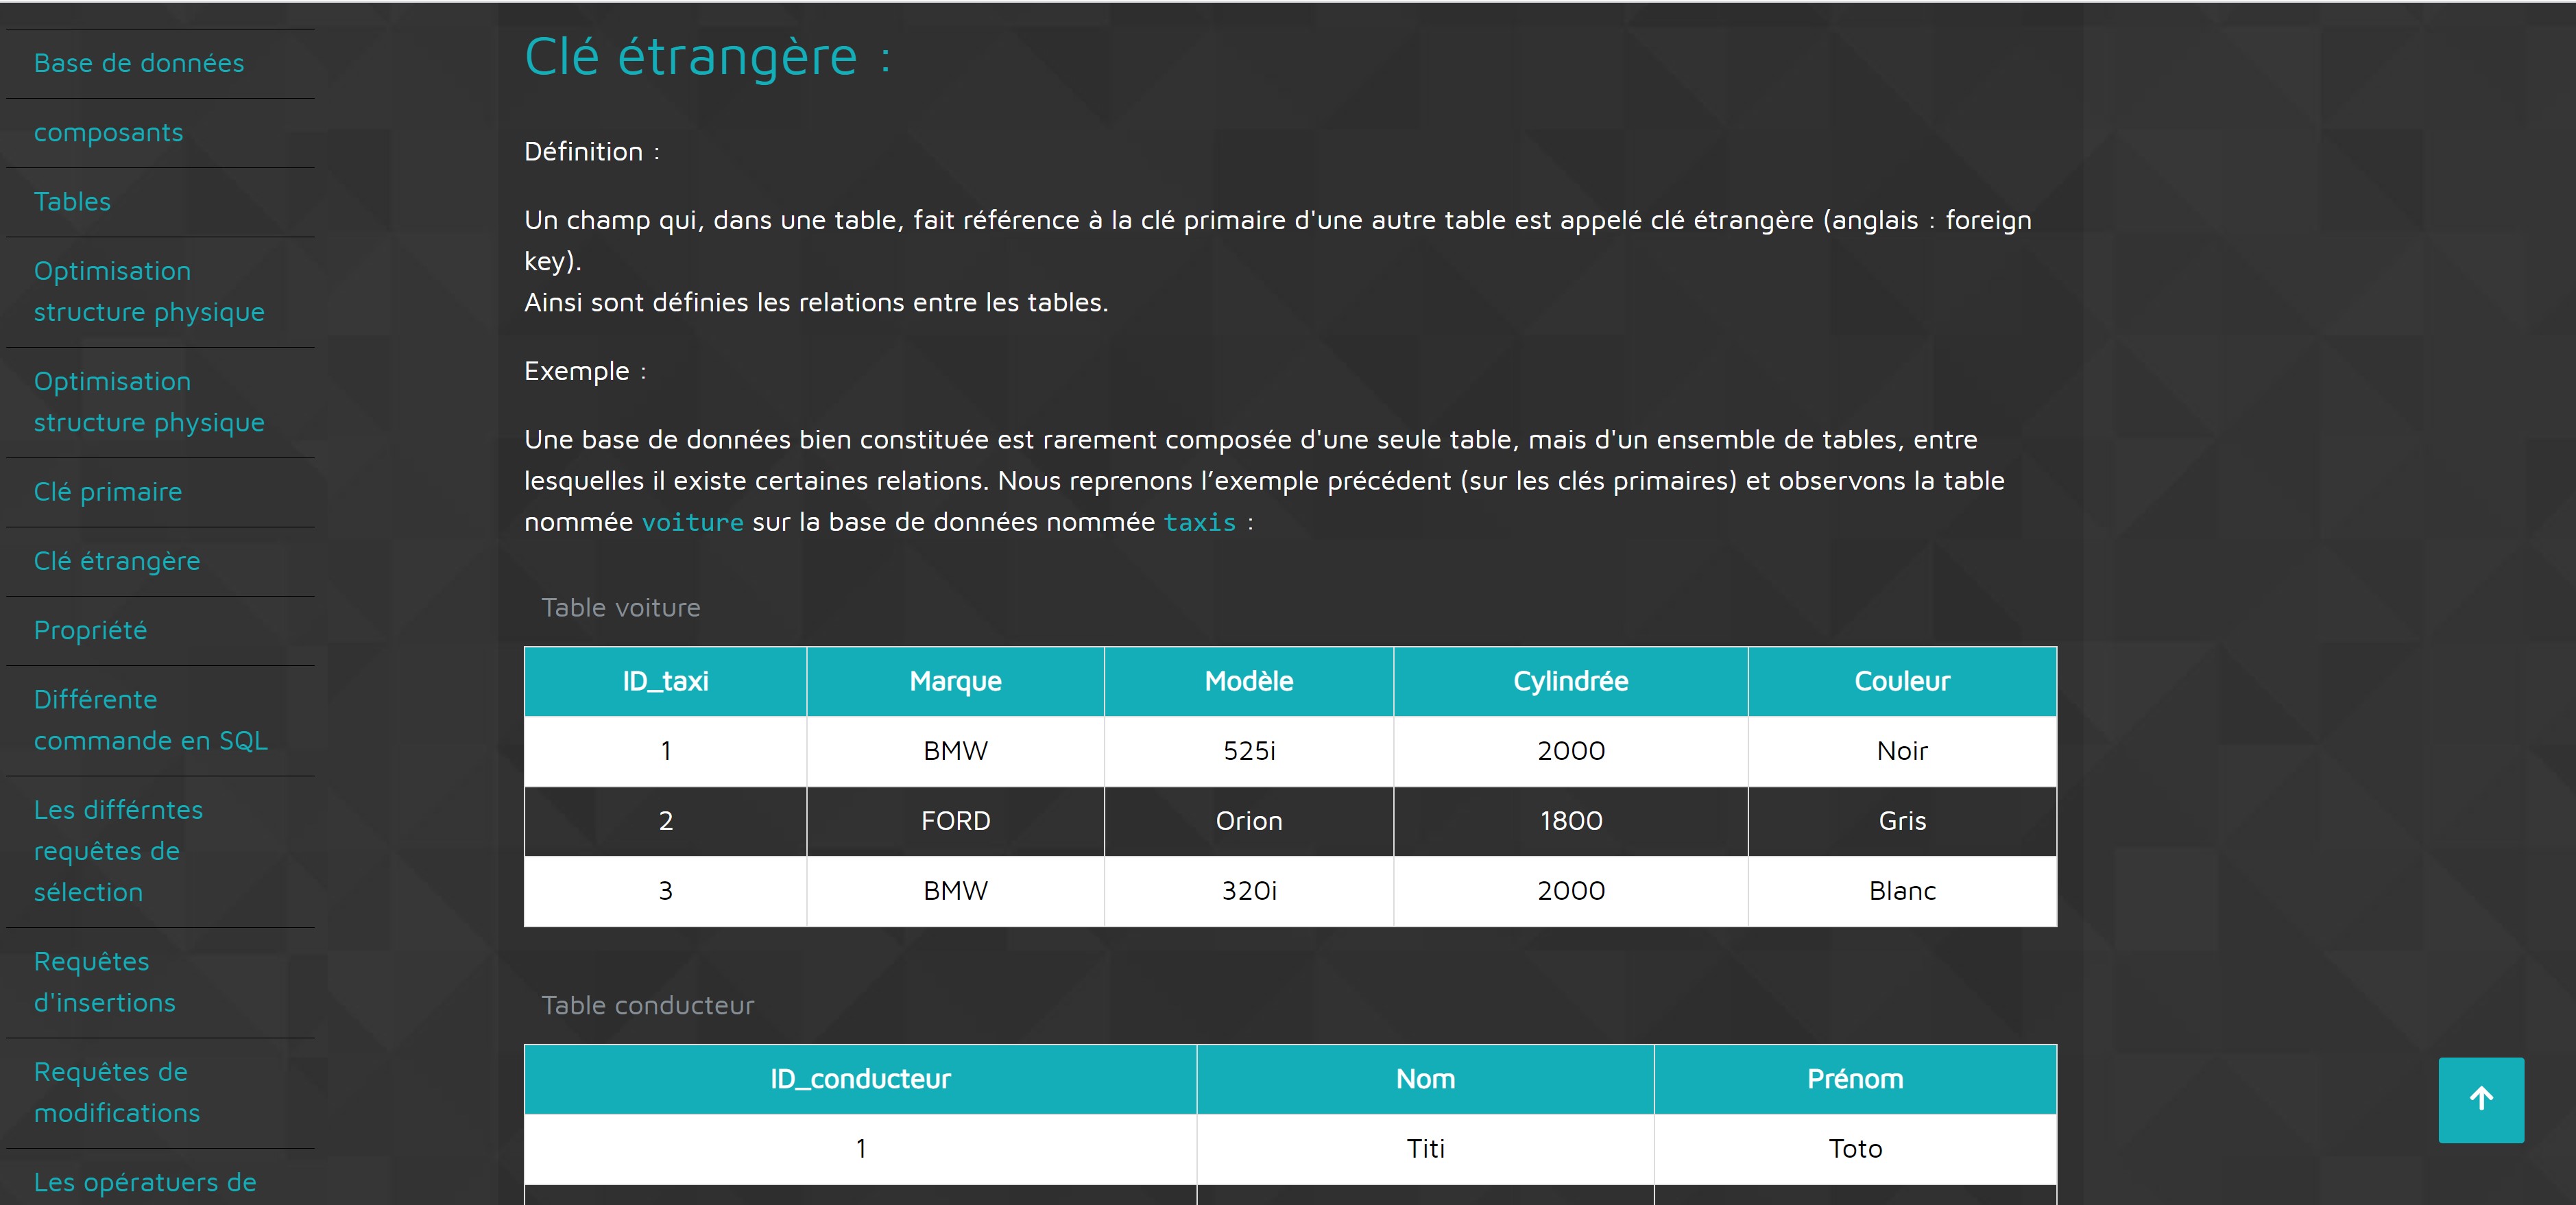 Base de données
composants
Tables
Optimisation
structure physique
Optimisation
structure physique
Clé primaire
Clé étrangère
Propriété
Différente
commande en SQL
Les différntes
requêtes de
sélection
Requêtes
d'insertions
Requêtes de
modifications
Les opératuers de
Clé étrangère :
Définition :
Un champ qui, dans une table, fait référence à la clé primaire d'une autre table est appelé clé étrangère (anglais : foreign
key).
Ainsi sont définies les relations entre les tables.
Exemple :
Une base de données bien constituée est rarement composée d'une seule table, mais d'un ensemble de tables, entre
lesquelles il existe certaines relations. Nous reprenons l’exemple précédent (sur les clés primaires) et observons la table
nommée voiture sur la base de données nommée taxis :
Table voiture
ID_taxi Marque Modèle Cylindrée Couleur
1 BMW 525i 2000 Noir
2 FORD Orion 1800 Gris
3 BMW 320i 2000 Blanc
Table conducteur
ID_conducteur Nom Prénom
1 Titi Toto